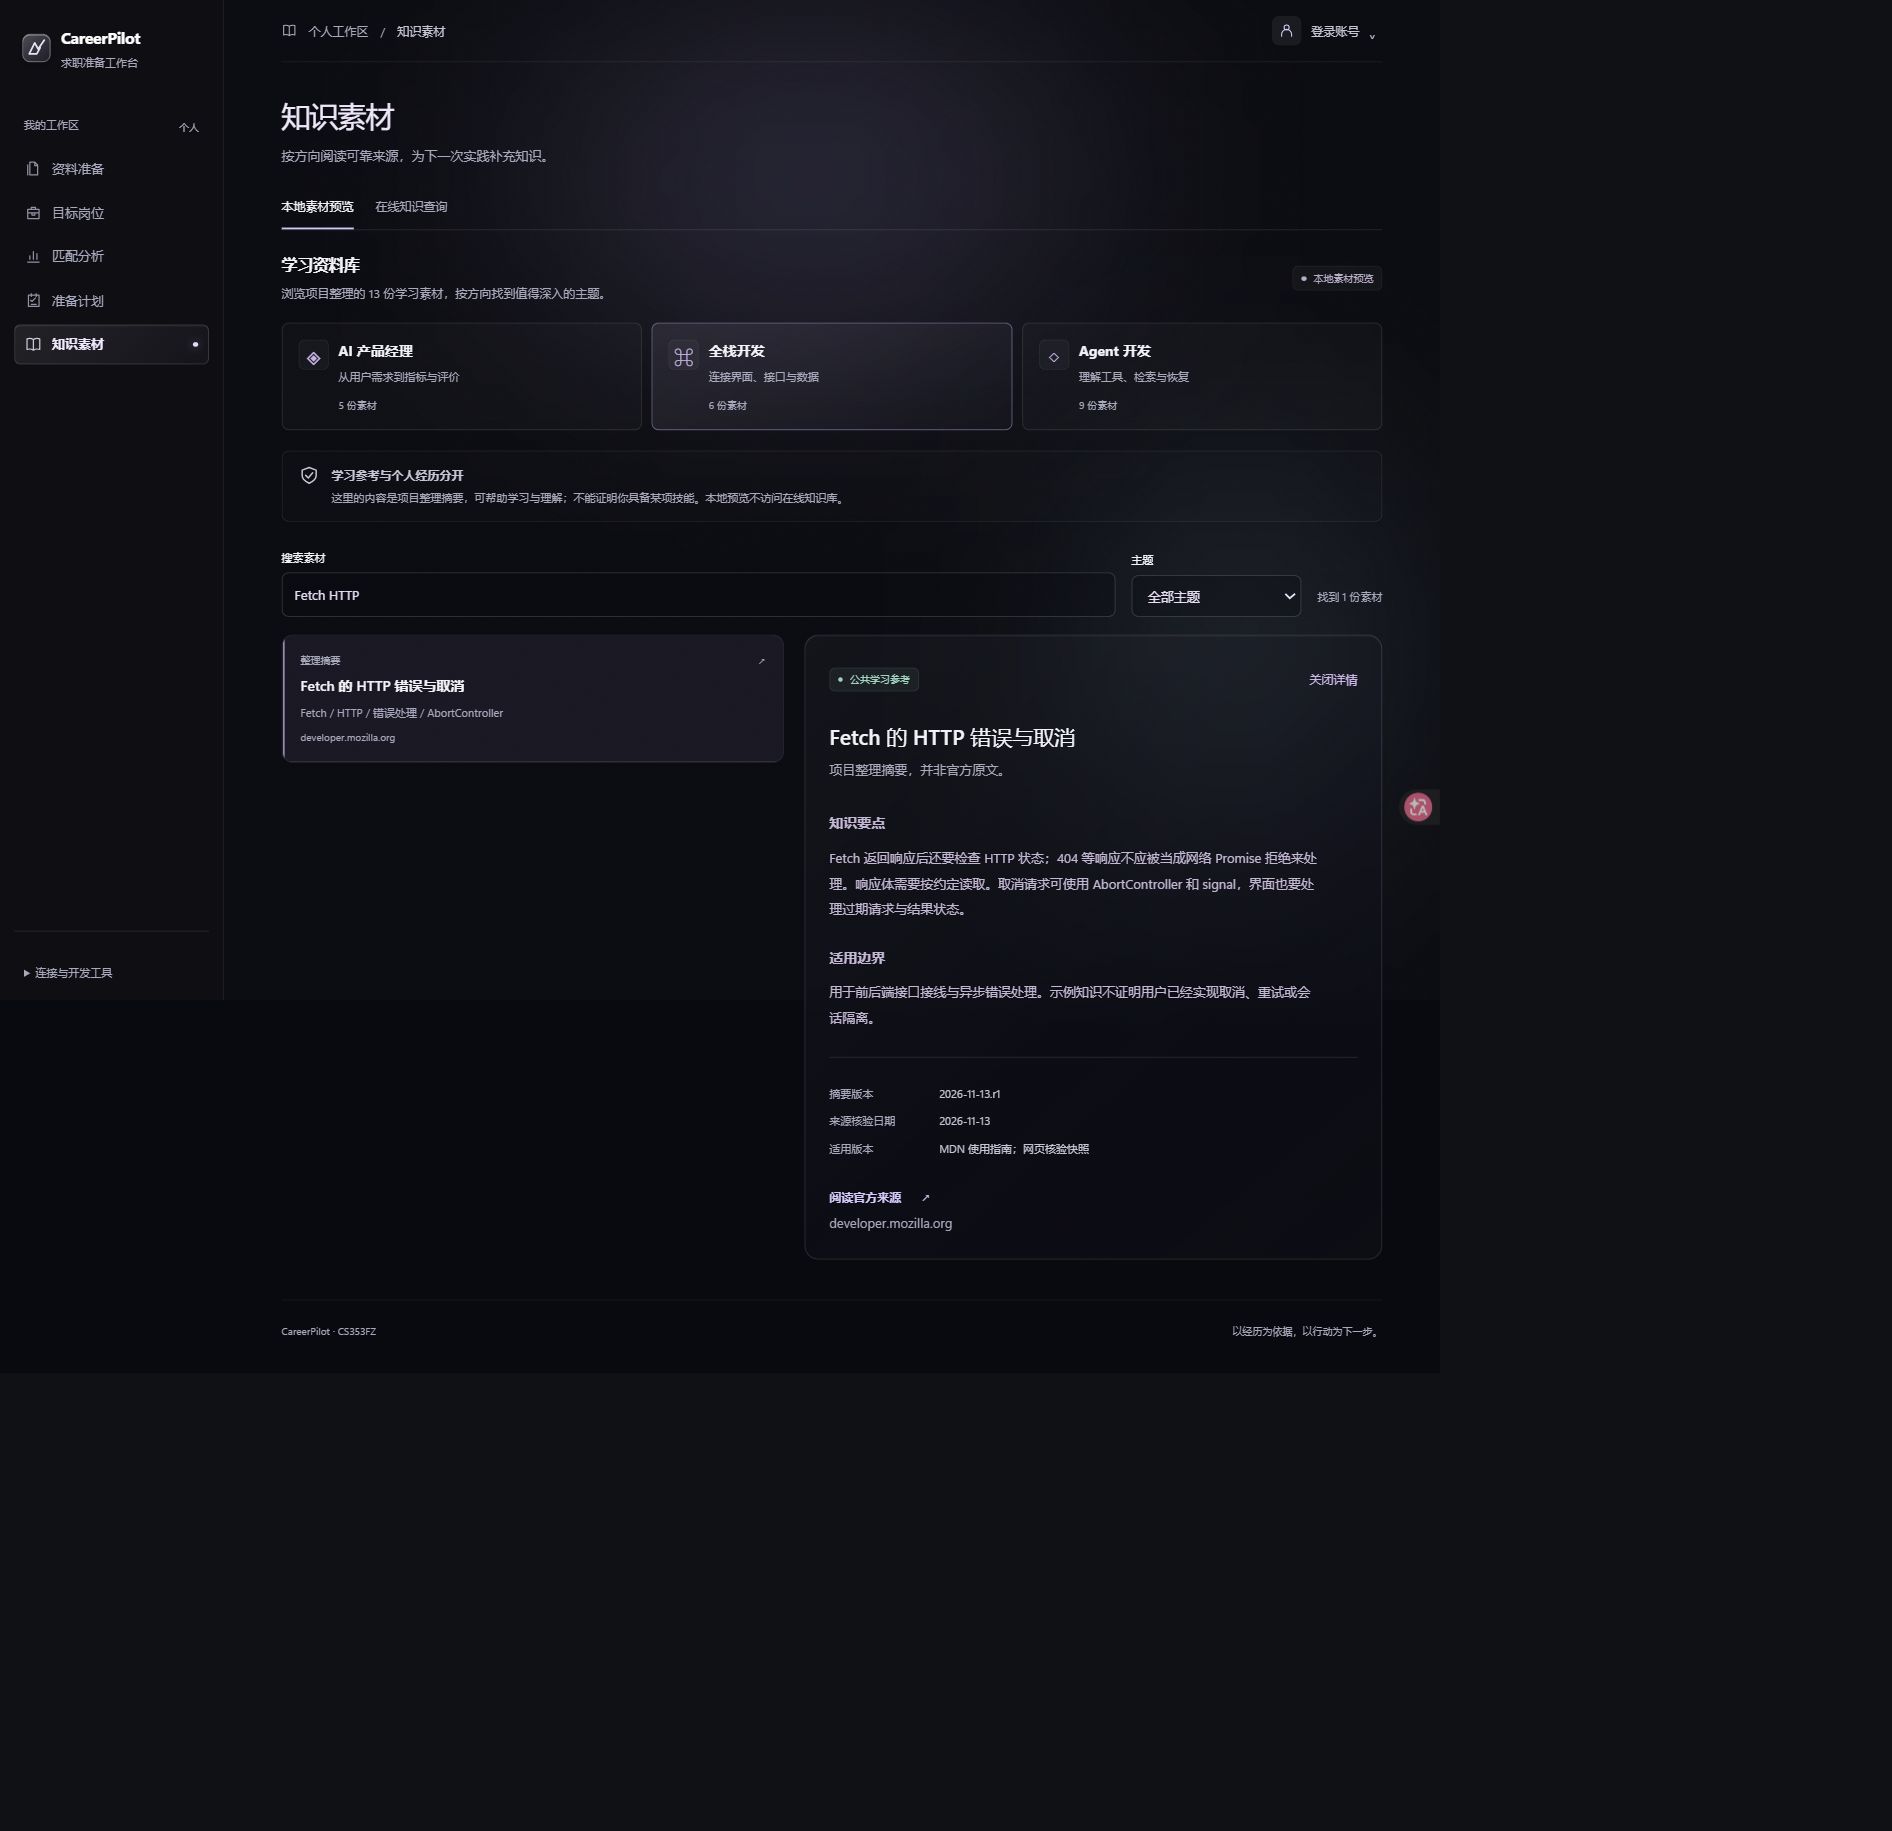 CareerPilot
求职准备工作台
我的工作区
个人
资料准备
目标岗位
匹配分析
准备计划
知识素材
连接与开发工具
个人工作区 / 知识素材
登录账号
知识素材
按方向阅读可靠来源，为下一次实践补充知识。
本地素材预览
在线知识查询
学习资料库
浏览项目整理的 13 份学习素材，按方向找到值得深入的主题。
本地素材预览
AI 产品经理
从用户需求到指标与评价
5 份素材
全栈开发
连接界面、接口与数据
6 份素材
Agent 开发
理解工具、检索与恢复
9 份素材
学习参考与个人经历分开
这里的内容是项目整理摘要，可帮助学习与理解；不能证明你具备某项技能。本地预览不访问在线知识库。
搜索素材
Fetch HTTP
主题
全部主题
找到 1 份素材
整理摘要
Fetch 的 HTTP 错误与取消
Fetch / HTTP / 错误处理 / AbortController
developer.mozilla.org
公共学习参考
关闭详情
Fetch 的 HTTP 错误与取消
项目整理摘要，并非官方原文。
知识要点
Fetch 返回响应后还要检查 HTTP 状态；404 等响应不应被当成网络 Promise 拒绝来处
理。响应体需要按约定读取。取消请求可使用 AbortController 和 signal，界面也要处
理过期请求与结果状态。
适用边界
用于前后端接口接线与异步错误处理。示例知识不证明用户已经实现取消、重试或会
话隔离。
摘要版本 2026-11-13.r1
来源核验日期 2026-11-13
适用版本 MDN 使用指南；网页核验快照
阅读官方来源 ↗
developer.mozilla.org
CareerPilot · CS353FZ
以经历为依据，以行动为下一步。